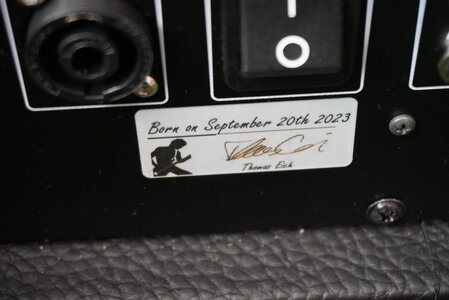 Born on September 20th 2023
Thomas Eich